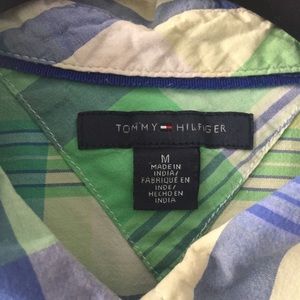 TOMMY HILFIGER
M
MADE IN
INDIA/
FABRIQUÉ EN
INDE/
HECHO EN
INDIA